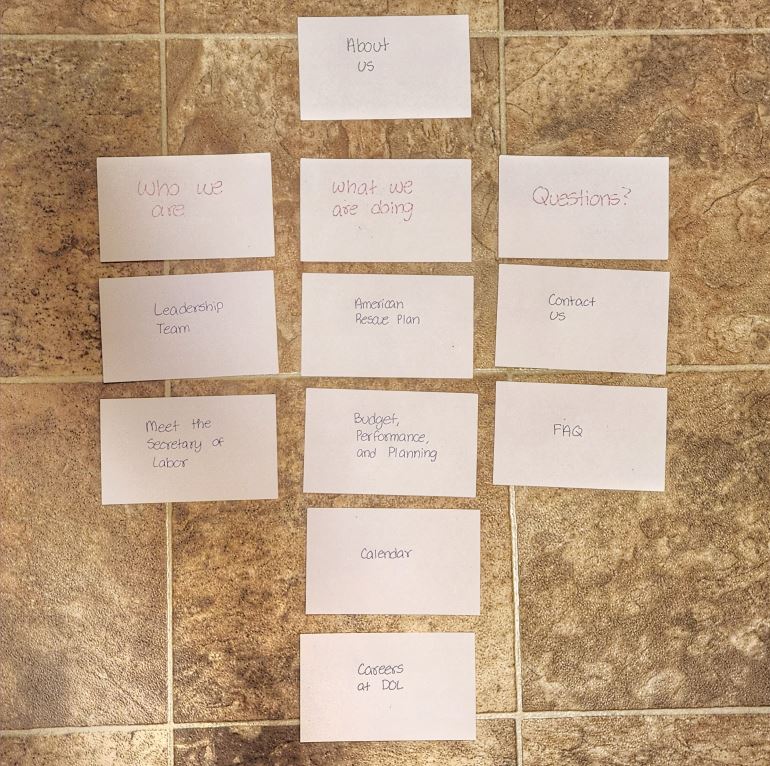 About
us
Who we
are
What we
are doing
Questions?
Leadership
Team
American
Rescue Plan
Contact
us
Meet the
Secretary of
Labor
Budget,
Performance,
and Planning
FAQ
Calendar
Careers
at DOL